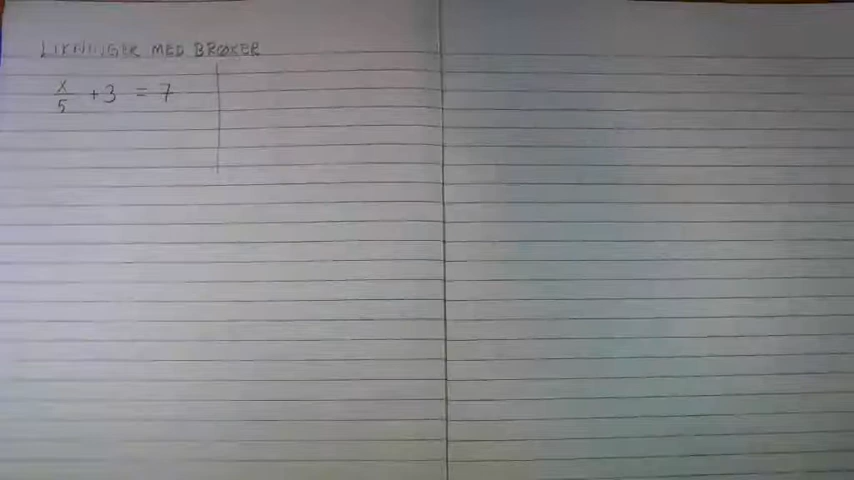 LIKNINGER MED BRØKER
x/5 + 3 = 7